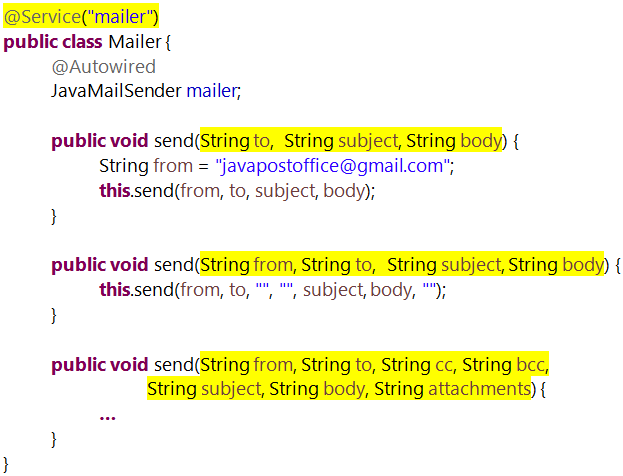 @Service("mailer")
public class Mailer {
@Autowired
JavaMailSender mailer;
public void send(String to, String subject, String body) {
String from = "javapostoffice@gmail.com";
this.send(from, to, subject, body);
}
public void send(String from, String to, String subject, String body) {
this.send(from, to, "", "", subject, body, "");
}
public void send(String from, String to, String cc, String bcc,
String subject, String body, String attachments) {
...
}
}